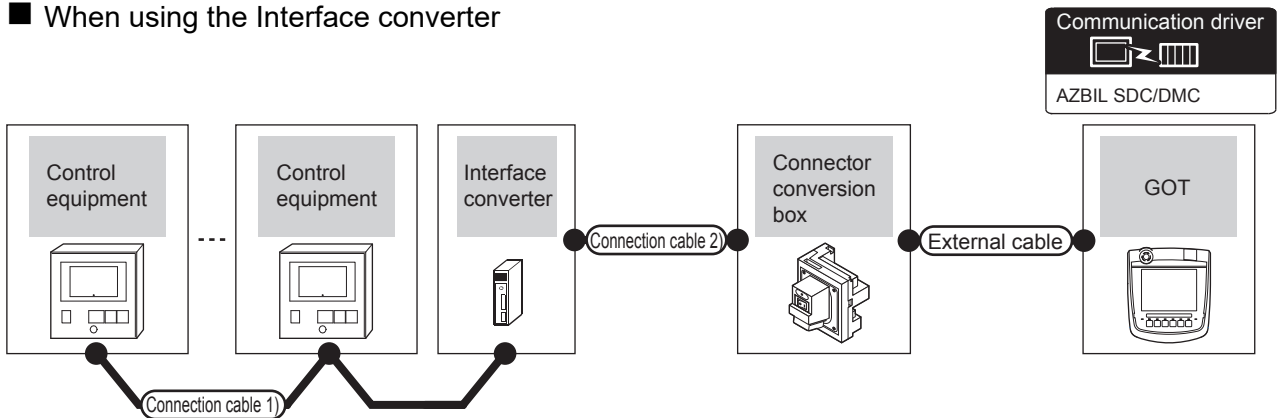 ■ When using the Interface converter
Communication driver
AZBIL SDC/DMC
Control
equipment
Control
equipment
Interface
converter
Connector
conversion
box
GOT
Connection cable 2)
External cable
Connection cable 1)